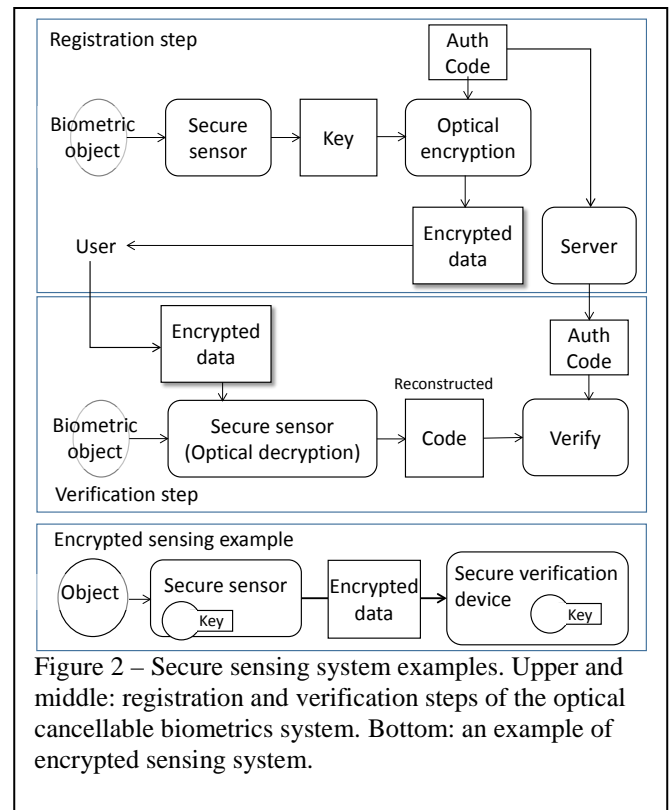 Registration step
Auth
Code
Biometric
object
Secure
sensor
Key
Optical
encryption
User
Encrypted
data
Server
Encrypted
data
Auth
Code
Biometric
object
Secure sensor
(Optical decryption)
Reconstructed
Code
Verify
Verification step
Encrypted sensing example
Object
Secure sensor
Key
Encrypted
data
Secure verification
device
Key
Figure 2 – Secure sensing system examples. Upper and
middle: registration and verification steps of the optical
cancellable biometrics system. Bottom: an example of
encrypted sensing system.